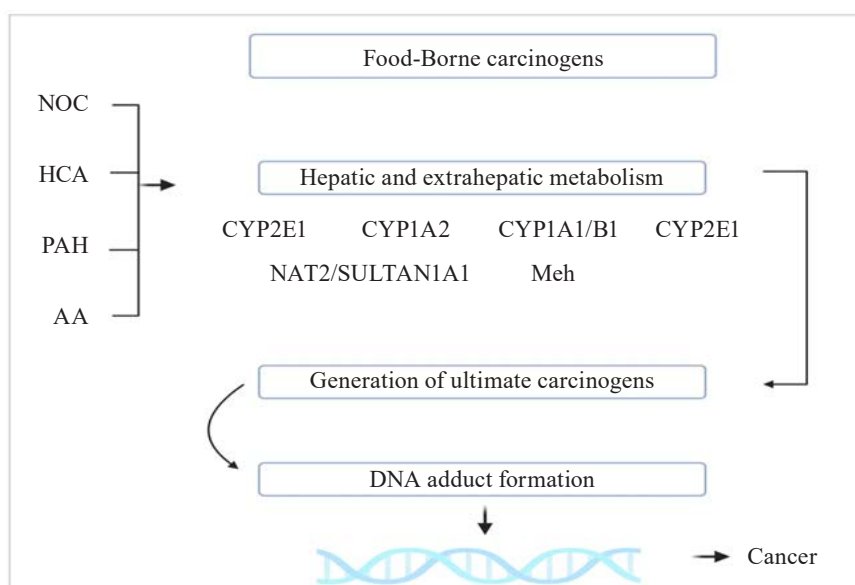 Food-Borne carcinogens
NOC
HCA
PAH
AA
Hepatic and extrahepatic metabolism
CYP2E1 CYP1A2 CYP1A1/B1 CYP2E1
NAT2/SULTAN1A1 Meh
Generation of ultimate carcinogens
DNA adduct formation
Cancer